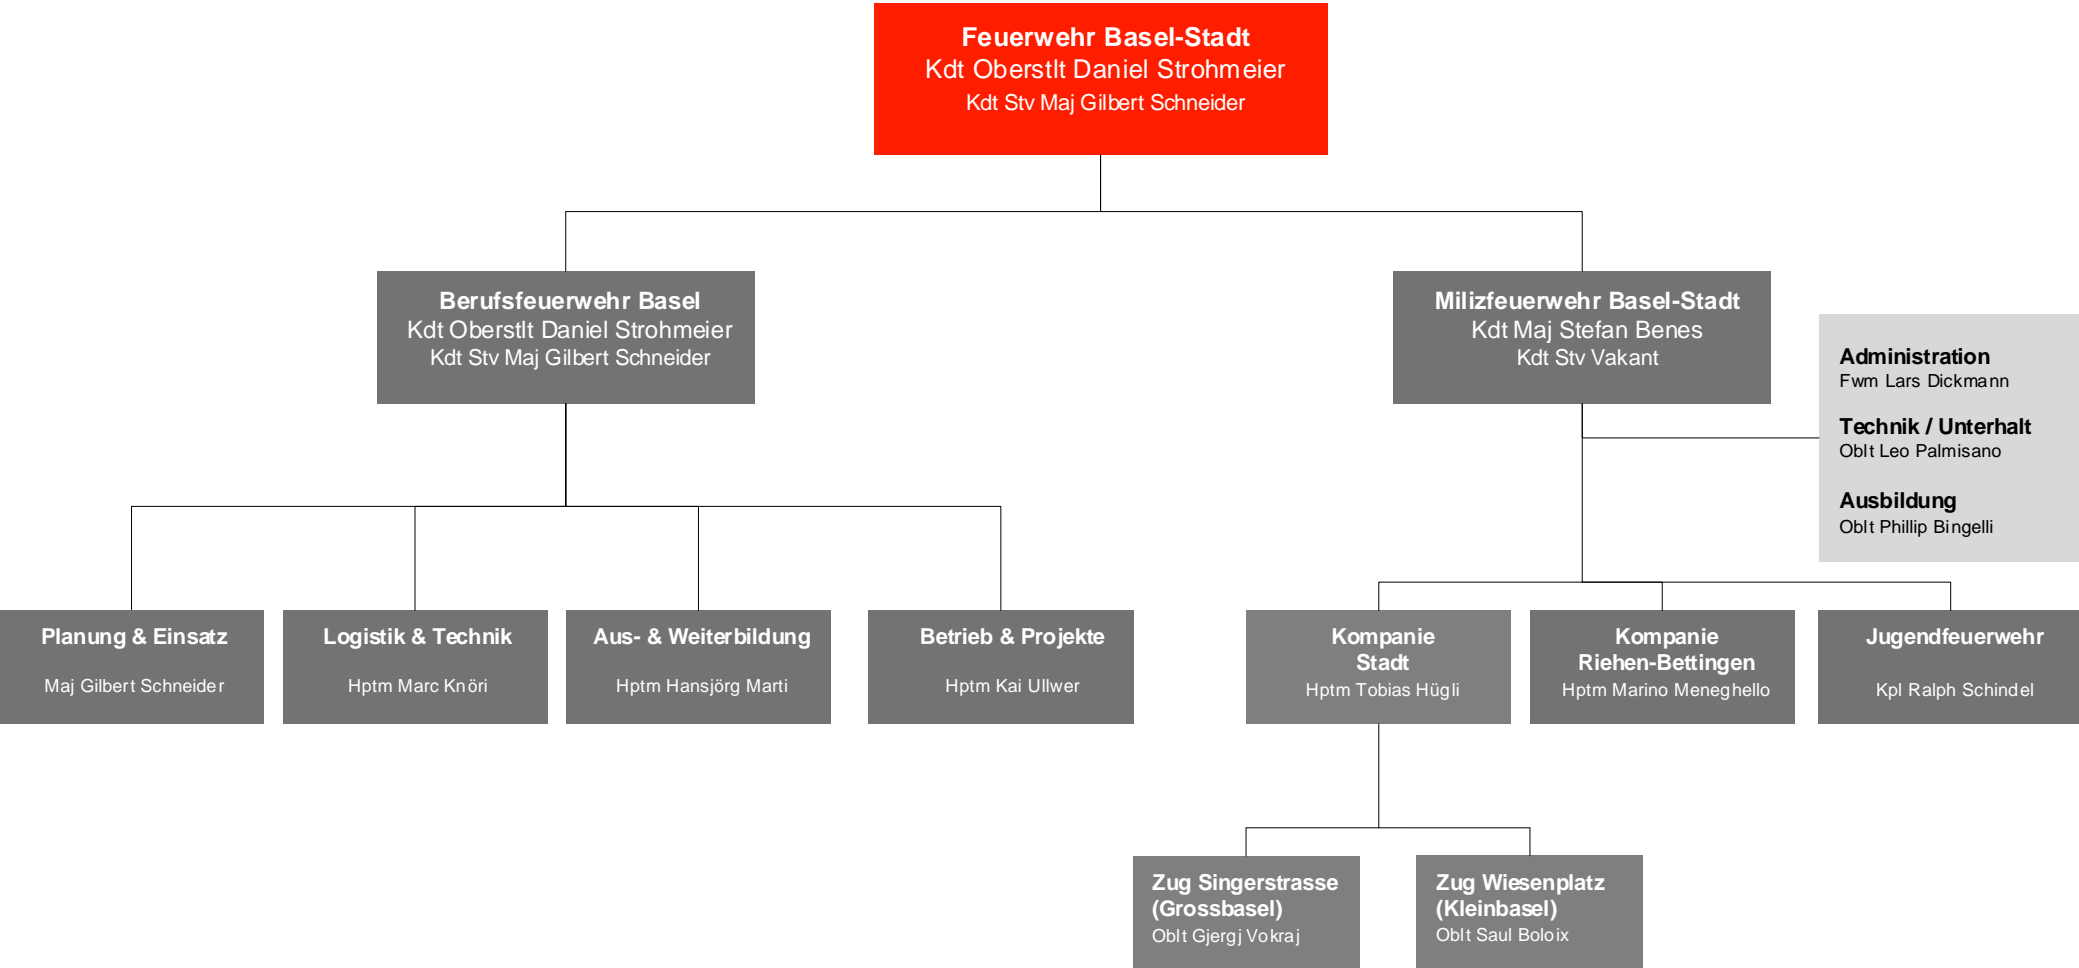 Feuerwehr Basel-Stadt
Kdt Oberstlt Daniel Strohmeier
Kdt Stv Maj Gilbert Schneider
Berufsfeuerwehr Basel
Kdt Oberstlt Daniel Strohmeier
Kdt Stv Maj Gilbert Schneider
Milizfeuerwehr Basel-Stadt
Kdt Maj Stefan Benes
Kdt Stv Vakant
Administration
Fwm Lars Dickmann
Technik / Unterhalt
Oblt Leo Palmisano
Ausbildung
Oblt Phillip Bingelli
Planung & Einsatz
Maj Gilbert Schneider
Logistik & Technik
Hptm Marc Knöri
Aus- & Weiterbildung
Hptm Hansjörg Marti
Betrieb & Projekte
Hptm Kai Ullwer
Kompanie
Stadt
Hptm Tobias Hügli
Kompanie
Riehen-Bettingen
Hptm Marino Meneghello
Jugendfeuerwehr
Kpl Ralph Schindel
Zug Singerstrasse
(Grossbasel)
Oblt Gjergj Vokraj
Zug Wiesenplatz
(Kleinbasel)
Oblt Saul Boloix